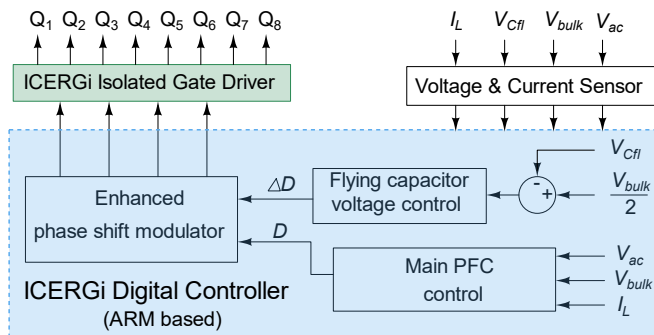 Q1 Q2 Q3 Q4 Q5 Q6 Q7 Q8
ICERGi Isolated Gate Driver
IL VCfl Vbulk Vac
Voltage & Current Sensor
Enhanced
phase shift modulator
ΔD
D
Flying capacitor
voltage control
- +
VCfl
Vbulk
2
Main PFC
control
Vac
Vbulk
IL
ICERGi Digital Controller
(ARM based)